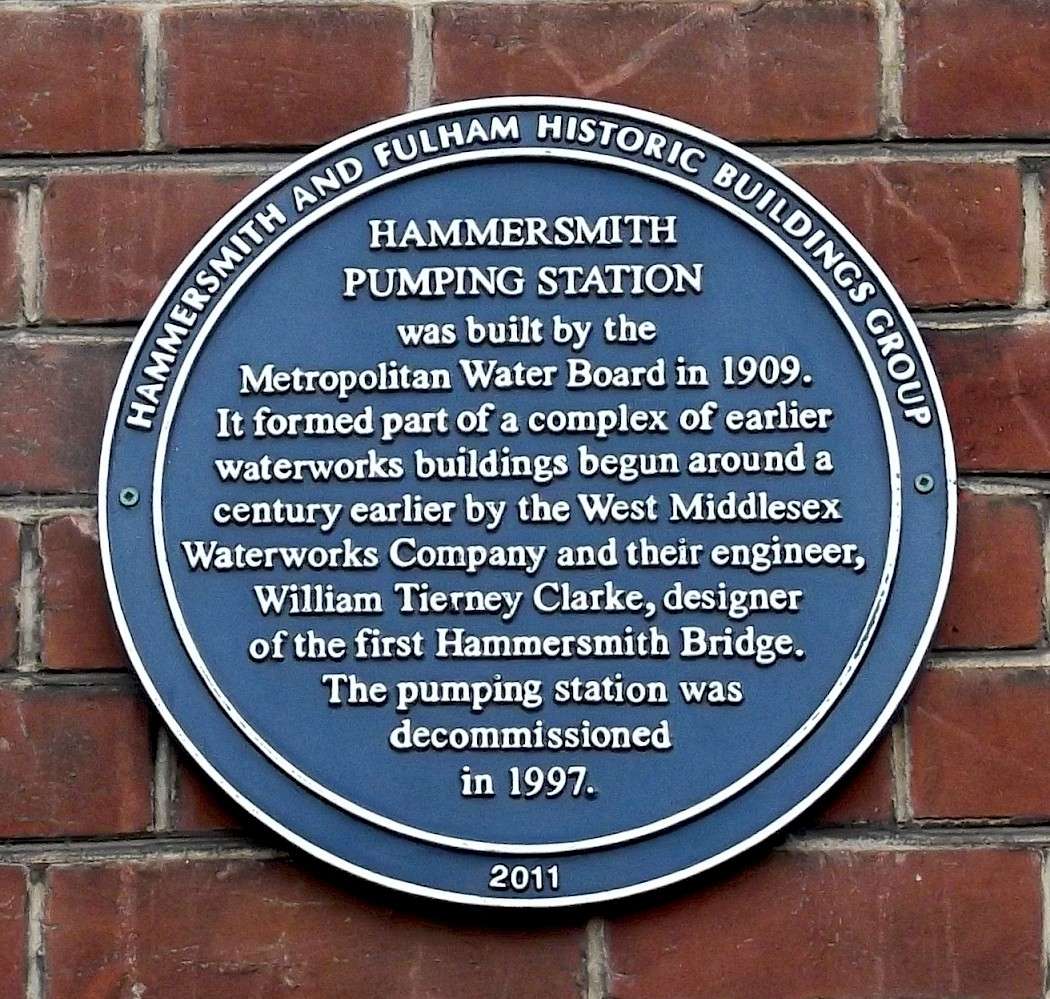 HAMMERSMITH AND FULHAM HISTORIC BUILDINGS GROUP
HAMMERSMITH
PUMPING STATION
was built by the
Metropolitan Water Board in 1909.
It formed part of a complex of earlier
waterworks buildings begun around a
century earlier by the West Middlesex
Waterworks Company and their engineer,
William Tierney Clarke, designer
of the first Hammersmith Bridge.
The pumping station was
decommissioned
in 1997.
2011